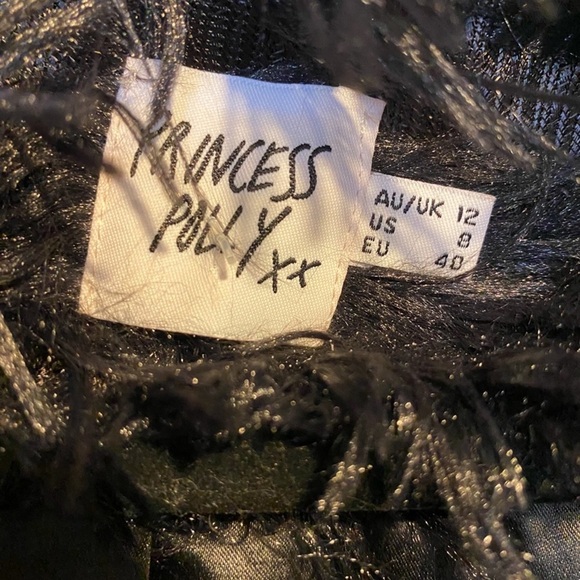 PRINCESS
POLLY xx
AU/UK 12
US 8
EU 40